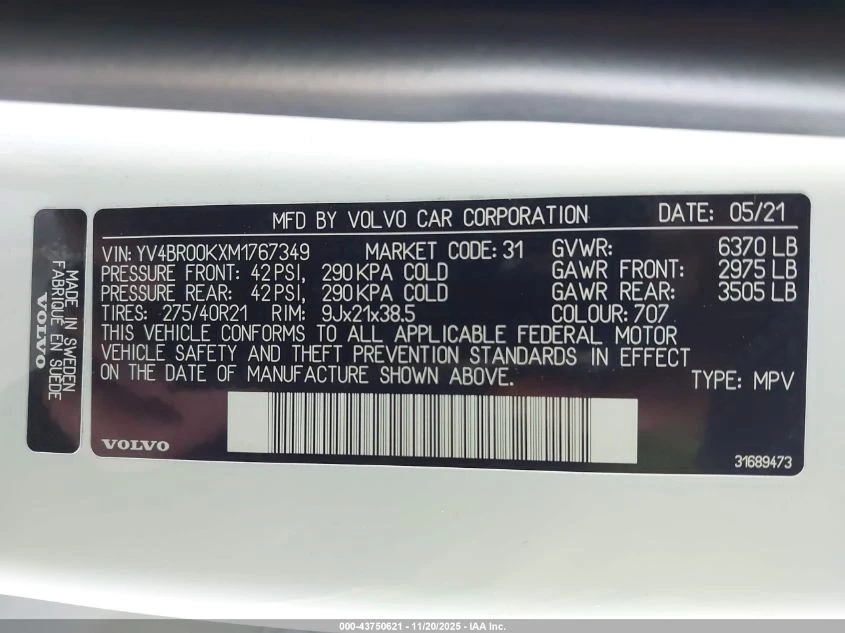 MFD BY VOLVO CAR CORPORATION DATE: 05/21
VIN: YV4BR00KXM1767349 MARKET CODE: 31 GVWR: 6370 LB
PRESSURE FRONT: 42 PSI, 290 KPA COLD GAWR FRONT: 2975 LB
PRESSURE REAR: 42 PSI, 290 KPA COLD GAWR REAR: 3505 LB
TIRES: 275/40R21 RIM: 9Jx21x38.5 COLOUR: 707
THIS VEHICLE CONFORMS TO ALL APPLICABLE FEDERAL MOTOR
VEHICLE SAFETY AND THEFT PREVENTION STANDARDS IN EFFECT
ON THE DATE OF MANUFACTURE SHOWN ABOVE. TYPE: MPV
VOLVO
31689473
MADE IN SWEDEN
FABRIQUÉ EN SUÈDE
VOLVO
000-43750621 - 11/20/2025 - IAA Inc.